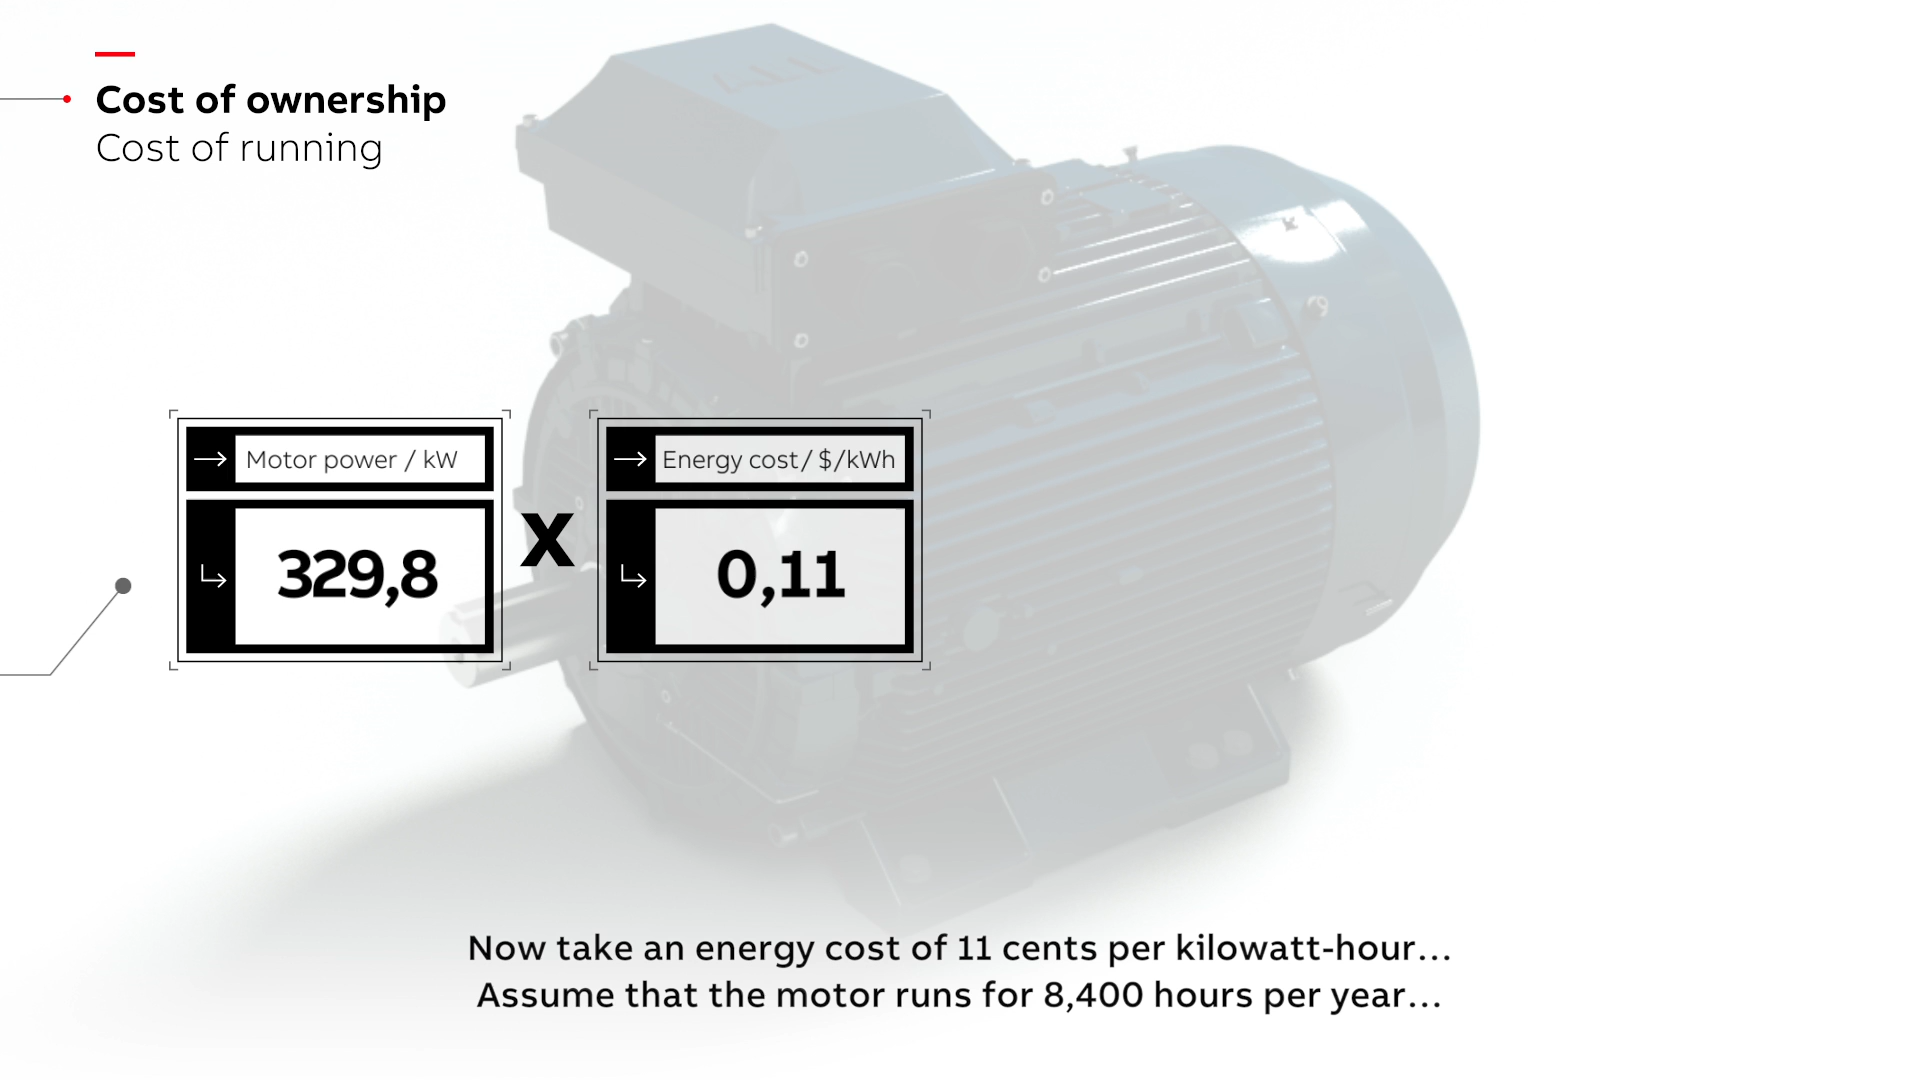 Cost of ownership
Cost of running
Motor power / kW
Energy cost / $/kWh
329,8
x
0,11
Now take an energy cost of 11 cents per kilowatt-hour...
Assume that the motor runs for 8,400 hours per year...